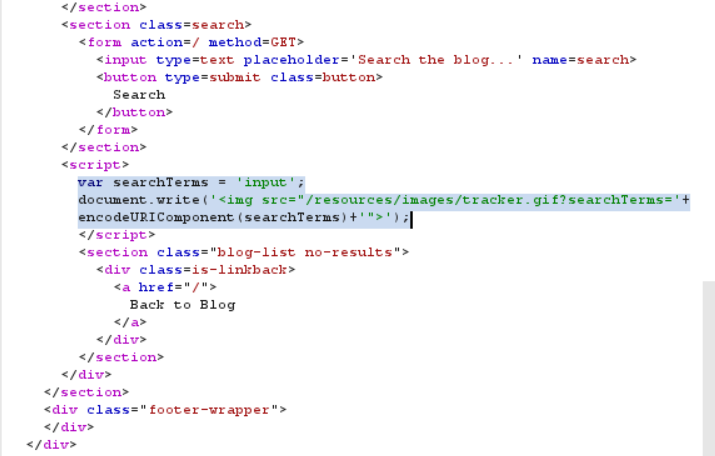 </section>
<section class=search>
<form action=/ method=GET>
<input type=text placeholder='Search the blog...' name=search>
<button type=submit class=button>
Search
</button>
</form>
</section>
<script>
var searchTerms = 'input';
document.write('<img src="/resources/images/tracker.gif?searchTerms='+
encodeURIComponent(searchTerms)+'">');
</script>
<section class="blog-list no-results">
<div class=is-linkback>
<a href="/">
Back to Blog
</a>
</div>
</section>
</div>
</section>
<div class="footer-wrapper">
</div>
</div>